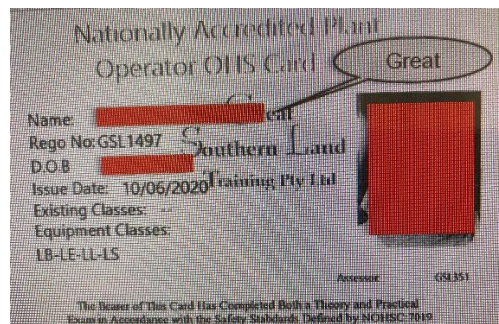 Nationally Accredited Plant
Operator OHS Card
Great
Name:
Great
Rego No: GSL1497
Southern Land
D.O.B
Issue Date: 10/06/2020
Training Pty Ltd
Existing Classes: --
Equipment Classes:
LB-LE-LL-LS
Assessor GSL351
The Bearer of This Card Has Completed Both a Theory and Practical
Exam in Accordance with the Safety Standards Defined by NOHSC 7019